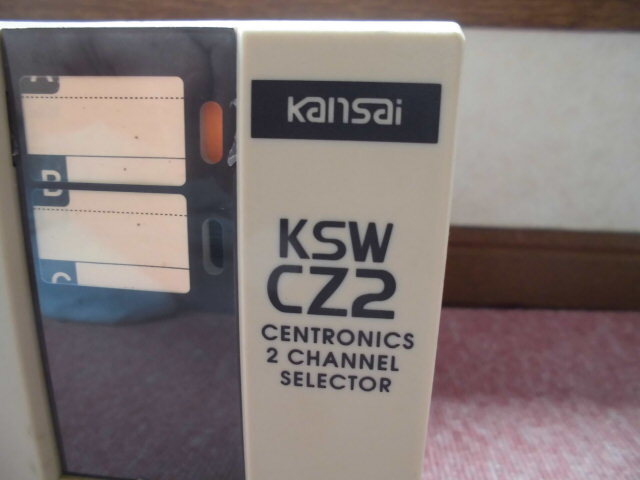 A
B
C
Kansai
KSW
CZ2
CENTRONICS
2 CHANNEL
SELECTOR